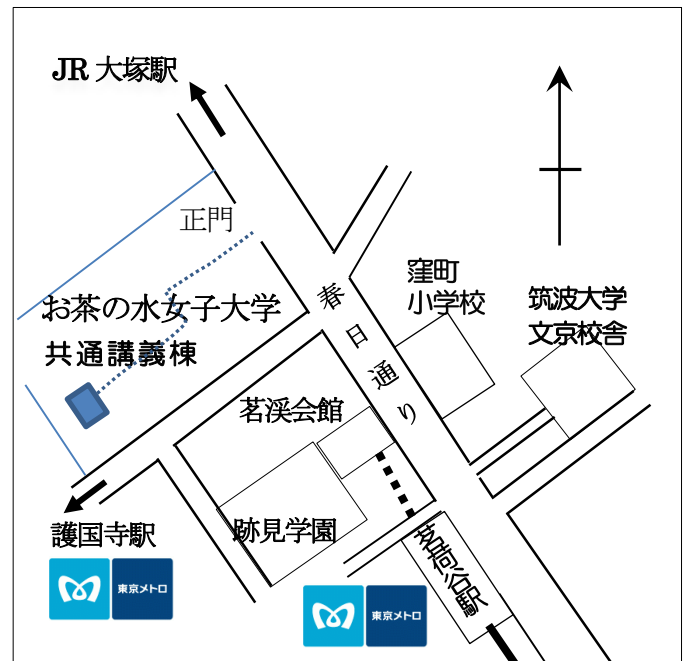 JR 大塚駅
正門
お茶の水女子大学
共通講義棟
春日通り
窪町
小学校
筑波大学
文京校舎
茗渓会館
跡見学園
護国寺駅
東京メトロ
茗荷谷駅
東京メトロ